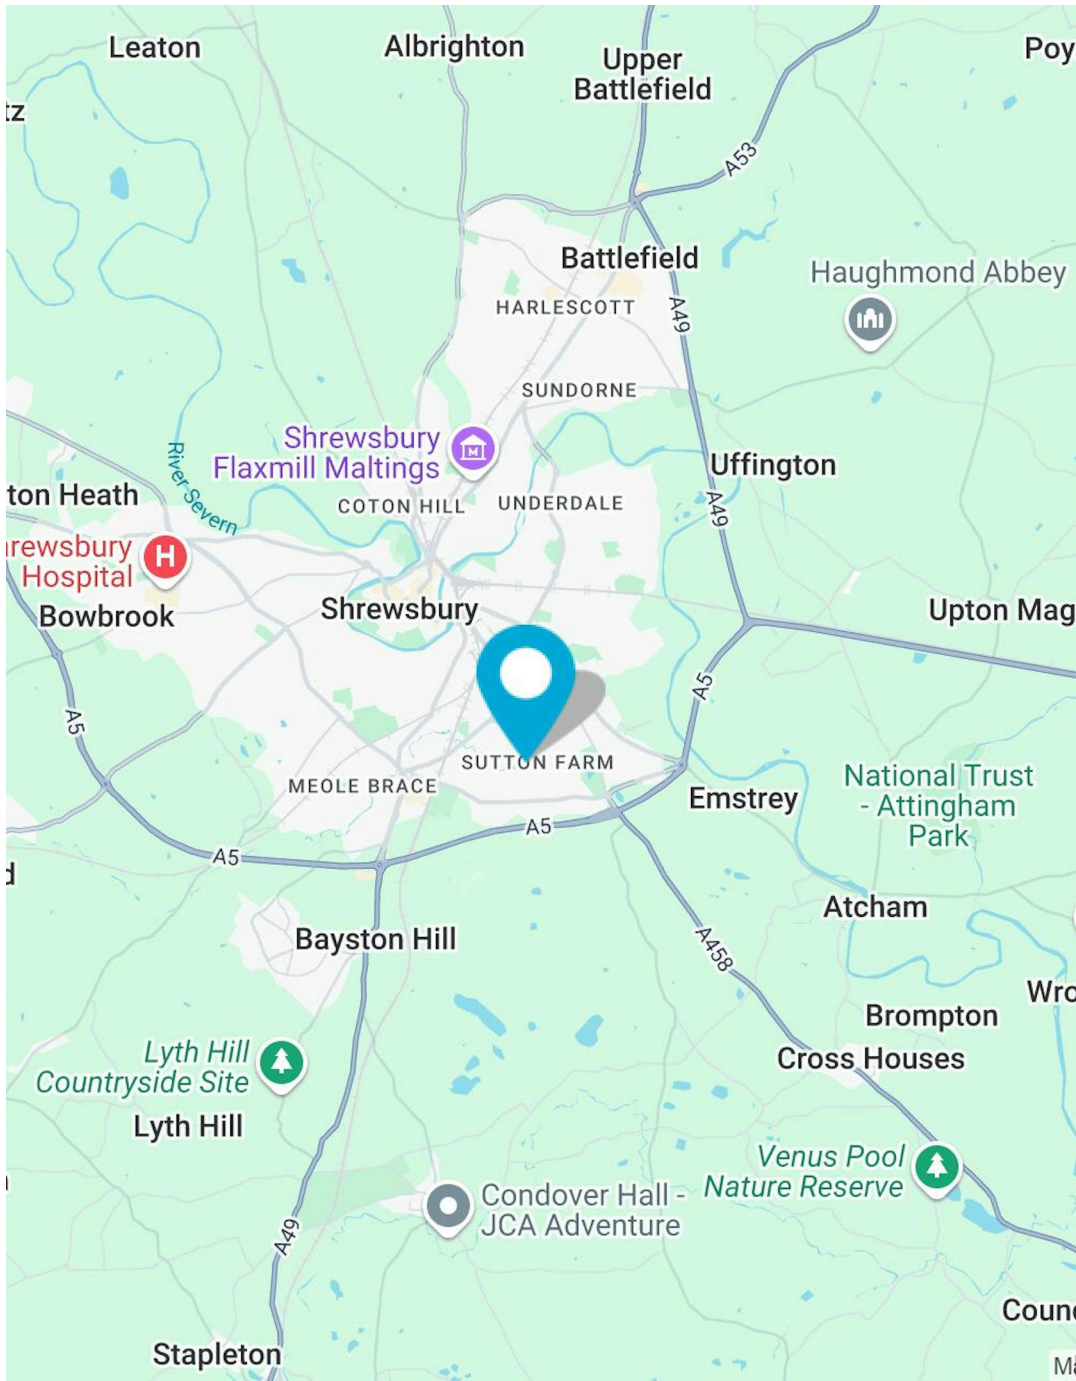 Leaton
Albrighton
Upper
Battlefield
Poy
tz
A53
Battlefield
Haughmond Abbey
HARLESCOTT
A49
SUNDORNE
Shrewsbury
Flaxmill Maltings
River Severn
Uffington
ton Heath
COTON HILL
UNDERDALE
A49
hrewsbury
Hospital
Bowbrook
Shrewsbury
Upton Mag
A5
A5
SUTTON FARM
MEOLE BRACE
National Trust
- Attingham
Park
Emstrey
A5
A5
d
Atcham
Bayston Hill
A458
Wro
Brompton
Lyth Hill
Countryside Site
Cross Houses
Lyth Hill
Venus Pool
Nature Reserve
Condover Hall -
JCA Adventure
A49
Coun
Stapleton
Ma